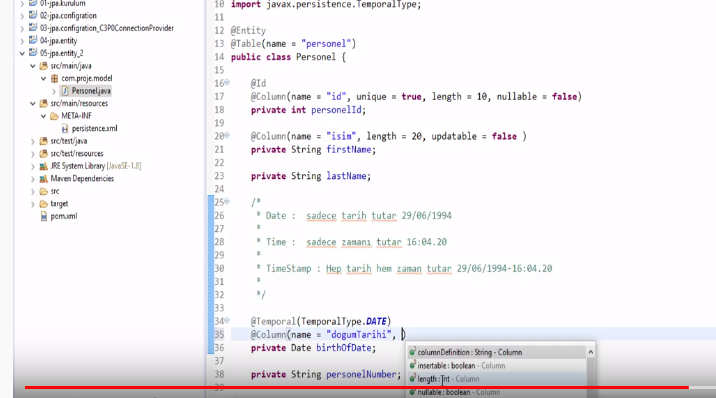 01-jpa.kurulum
02-jpa.configration
03-jpa.configration_C3P0ConnectionProvider
04-jpa.entity
05-jpa.entity_2
src/main/java
com.proje.model
Personel.java
src/main/resources
META-INF
persistence.xml
src/test/java
src/test/resources
JRE System Library [JavaSE-1.8]
Maven Dependencies
src
target
pom.xml
10 import javax.persistence.TemporalType;
11
12 @Entity
13 @Table(name = "personel")
14 public class Personel {
15
16 @Id
17 @Column(name = "id", unique = true, length = 10, nullable = false)
18 private int personelId;
19
20 @Column(name = "isim", length = 20, updatable = false )
21 private String firstName;
22
23 private String lastName;
24
25 /*
26 * Date : sadece tarih tutar 29/06/1994
27 *
28 * Time : sadece zamanı tutar 16:04.20
29 *
30 * TimeStamp : Hep tarih hem zaman tutar 29/06/1994-16:04.20
31 *
32 */
33
34 @Temporal(TemporalType.DATE)
35 @Column(name = "dogumTarihi", )
36 private Date birthOfDate;
37
38 private String personelNumber;
columnDefinition : String - Column
insertable : boolean - Column
length : int - Column
nullable : boolean - Column